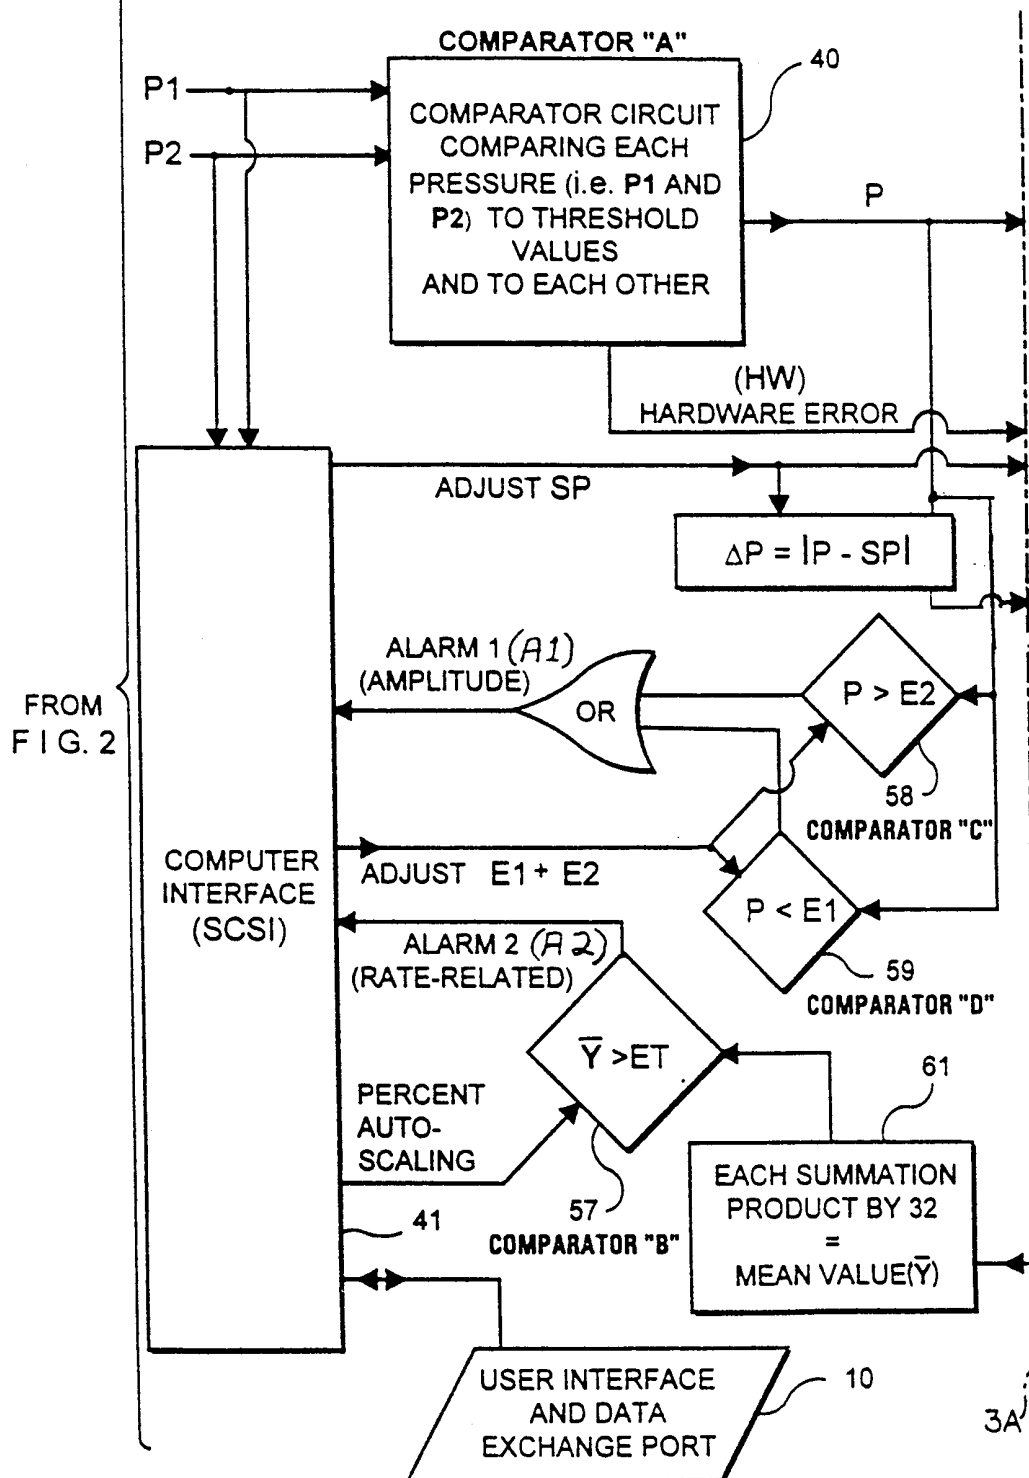 COMPARATOR "A"
40
P1
P2
COMPARATOR CIRCUIT
COMPARING EACH
PRESSURE (i.e. P1 AND
P2) TO THRESHOLD
VALUES
AND TO EACH OTHER
P
(HW)
HARDWARE ERROR
ADJUST SP
ΔP = |P - SP|
ALARM 1 (A1)
(AMPLITUDE)
OR
P > E2
FROM
FIG. 2
58
COMPARATOR "C"
COMPUTER
INTERFACE
(SCSI)
ADJUST E1 + E2
P < E1
ALARM 2 (A2)
(RATE-RELATED)
59
COMPARATOR "D"
Ȳ >ET
61
PERCENT
AUTO-
SCALING
EACH SUMMATION
PRODUCT BY 32
=
MEAN VALUE(Ȳ)
41
57
COMPARATOR "B"
USER INTERFACE
AND DATA
EXCHANGE PORT
10
3A